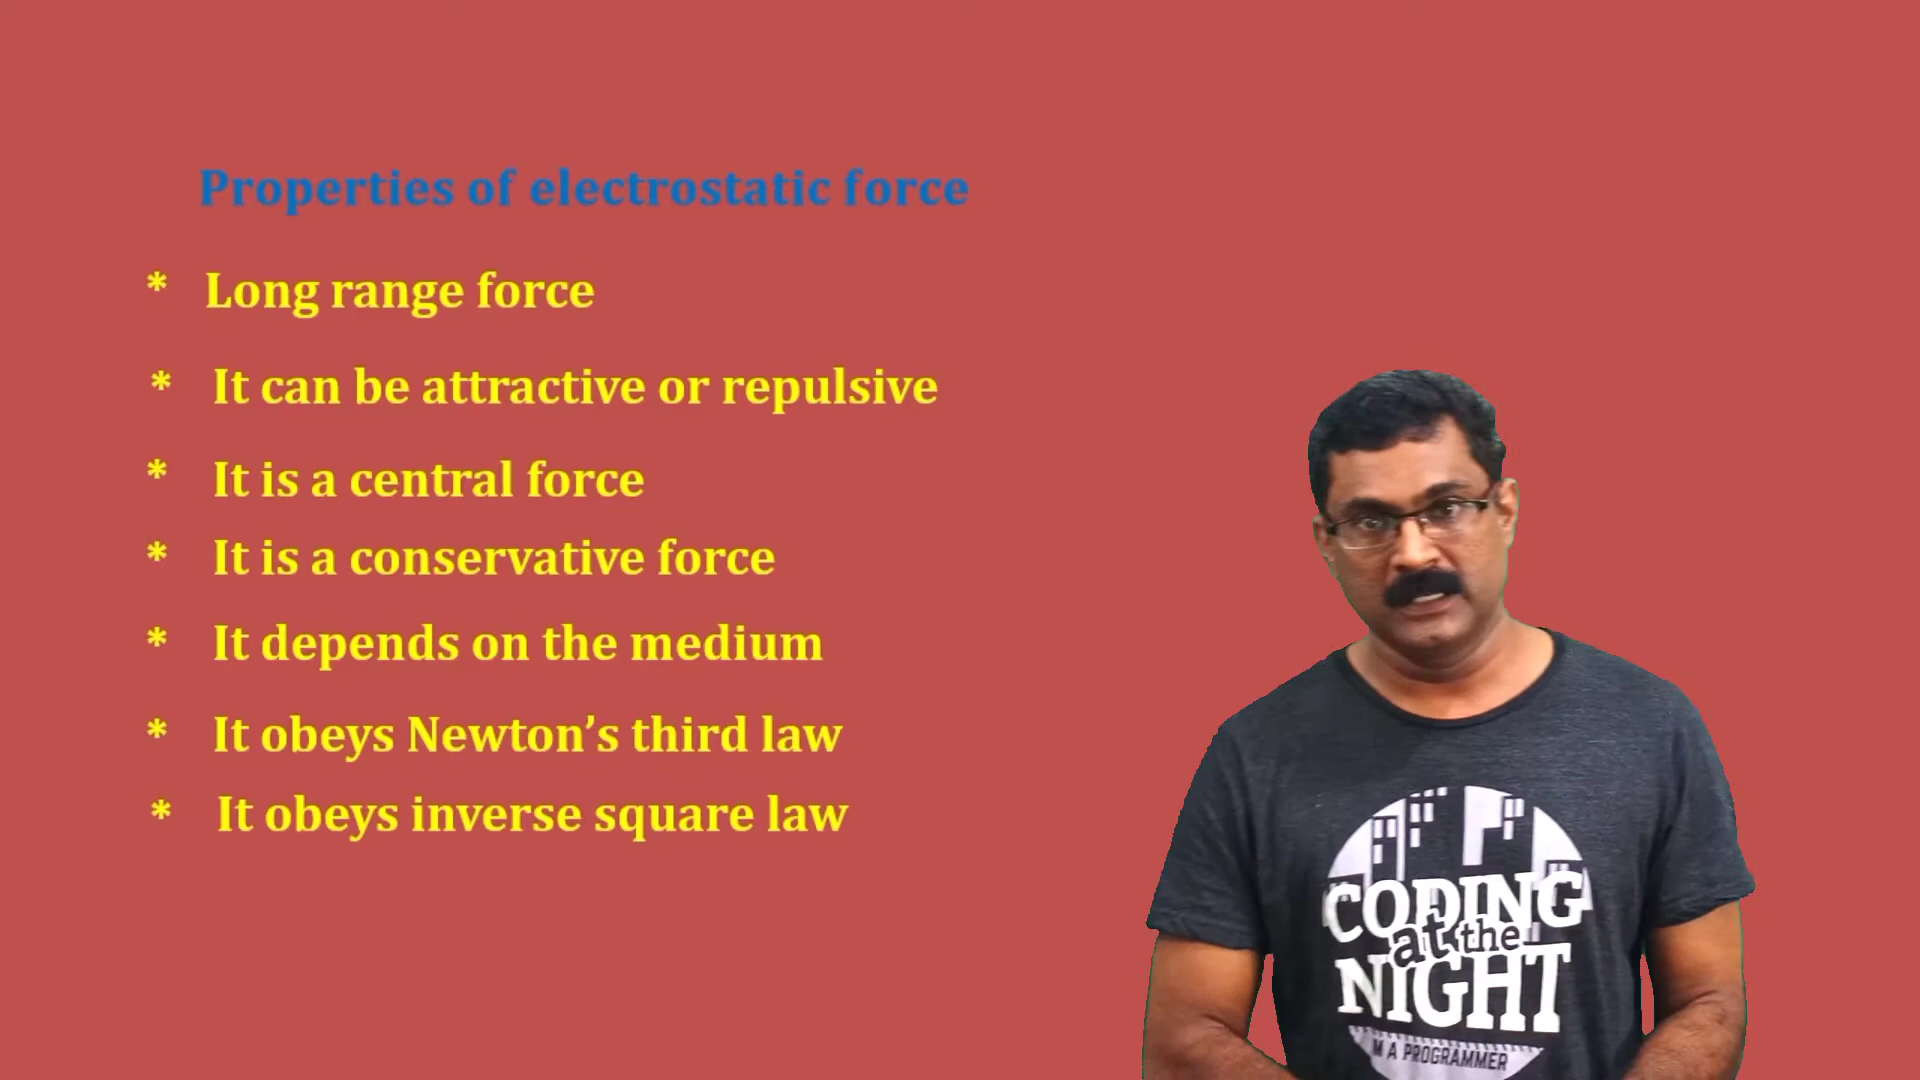 Properties of electrostatic force
* Long range force
* It can be attractive or repulsive
* It is a central force
* It is a conservative force
* It depends on the medium
* It obeys Newton’s third law
* It obeys inverse square law
CODING
at the
NIGHT
M A PROGRAMMER